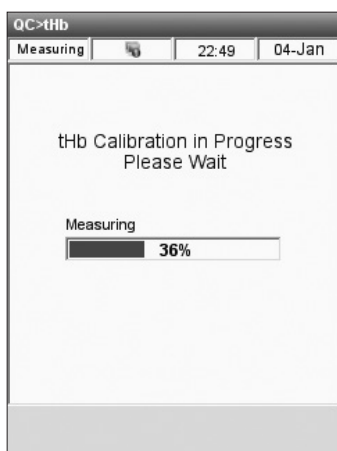 QC>tHb
Measuring 22:49 04-Jan
tHb Calibration in Progress
Please Wait
Measuring
36%